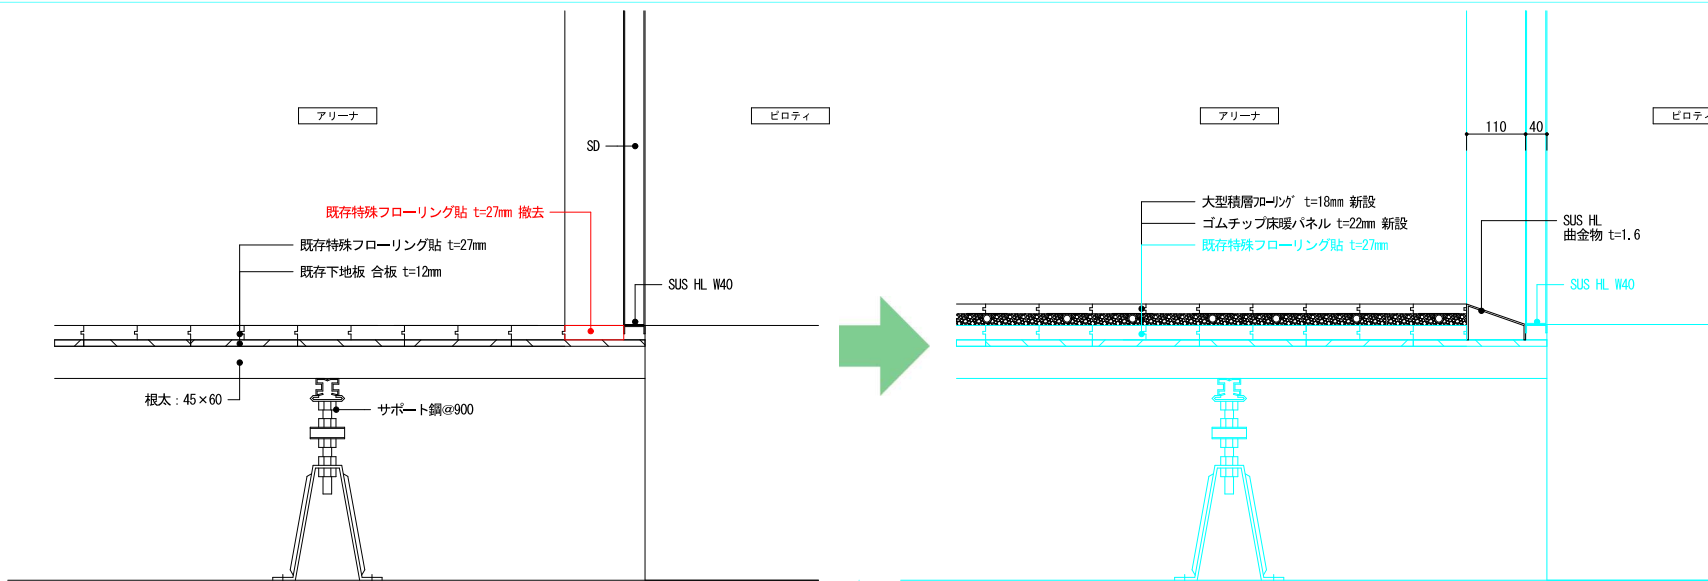 アリーナ
ピロティ
SD
既存特殊フローリング貼 t=27mm 撤去
既存特殊フローリング貼 t=27mm
既存下地板 合板 t=12mm
SUS HL W40
根太：45×60
サポート鋼@900
アリーナ
ピロティ
110
40
大型積層ﾌﾛｰﾘﾝｸﾞ t=18mm 新設
ゴムチップ床暖パネル t=22mm 新設
既存特殊フローリング貼 t=27mm
SUS HL
曲金物 t=1.6
SUS HL W40